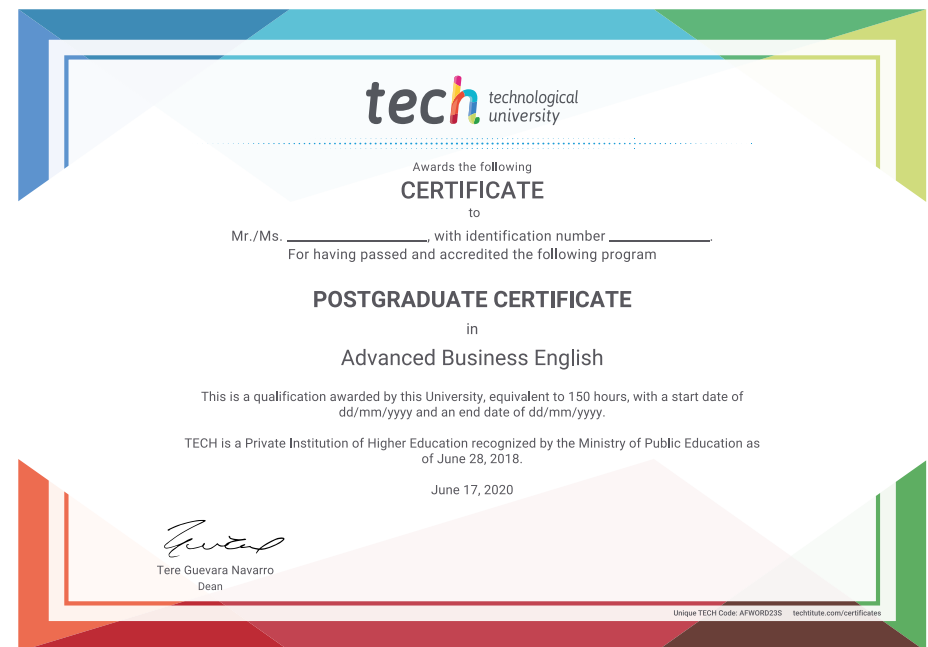 tech technological
university
Awards the following
CERTIFICATE
to
Mr./Ms. ____________, with identification number ____________.
For having passed and accredited the following program
POSTGRADUATE CERTIFICATE
in
Advanced Business English
This is a qualification awarded by this University, equivalent to 150 hours, with a start date of
dd/mm/yyyy and an end date of dd/mm/yyyy.
TECH is a Private Institution of Higher Education recognized by the Ministry of Public Education as
of June 28, 2018.
June 17, 2020
Tere Guevara Navarro
Dean
Unique TECH Code: AFWORD23S techtitute.com/certificates